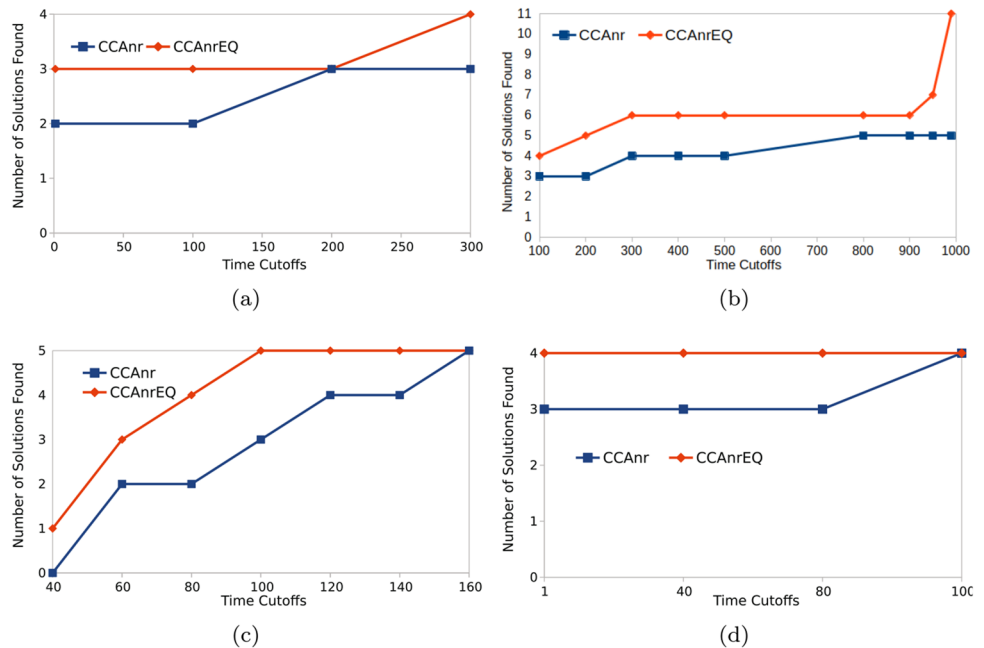 Number of Solutions Found
4
3
2
1
0
CCAnr CCAnrEQ
0 50 100 150 200 250 300
Time Cutoffs
(a)
Number of Solutions Found
11
10
9
8
7
6
5
4
3
2
1
0
CCAnr CCAnrEQ
100 200 300 400 500 600 700 800 900 1000
Time Cutoffs
(b)
Number of Solutions Found
5
4
3
2
1
0
CCAnr
CCAnrEQ
40 60 80 100 120 140 160
Time Cutoffs
(c)
Number of Solutions Found
4
3
2
1
0
CCAnr CCAnrEQ
1 40 80 100
Time Cutoffs
(d)